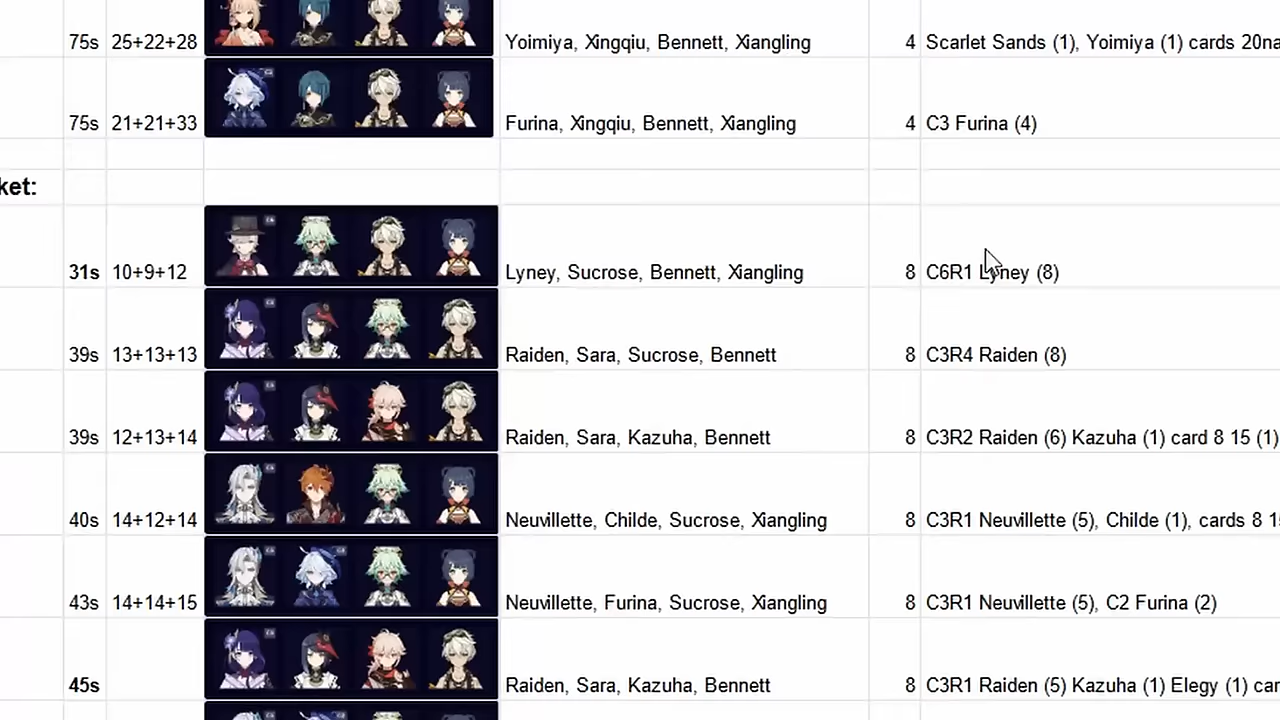 75s 25+22+28 Yoimiya, Xingqiu, Bennett, Xiangling 4 Scarlet Sands (1), Yoimiya (1) cards 20na
75s 21+21+33 Furina, Xingqiu, Bennett, Xiangling 4 C3 Furina (4)
ket:
31s 10+9+12 Lyney, Sucrose, Bennett, Xiangling 8 C6R1 Lyney (8)
39s 13+13+13 Raiden, Sara, Sucrose, Bennett 8 C3R4 Raiden (8)
39s 12+13+14 Raiden, Sara, Kazuha, Bennett 8 C3R2 Raiden (6) Kazuha (1) card 8 15 (1)
40s 14+12+14 Neuvillette, Childe, Sucrose, Xiangling 8 C3R1 Neuvillette (5), Childe (1), cards 8 15
43s 14+14+15 Neuvillette, Furina, Sucrose, Xiangling 8 C3R1 Neuvillette (5), C2 Furina (2)
45s Raiden, Sara, Kazuha, Bennett 8 C3R1 Raiden (5) Kazuha (1) Elegy (1) car